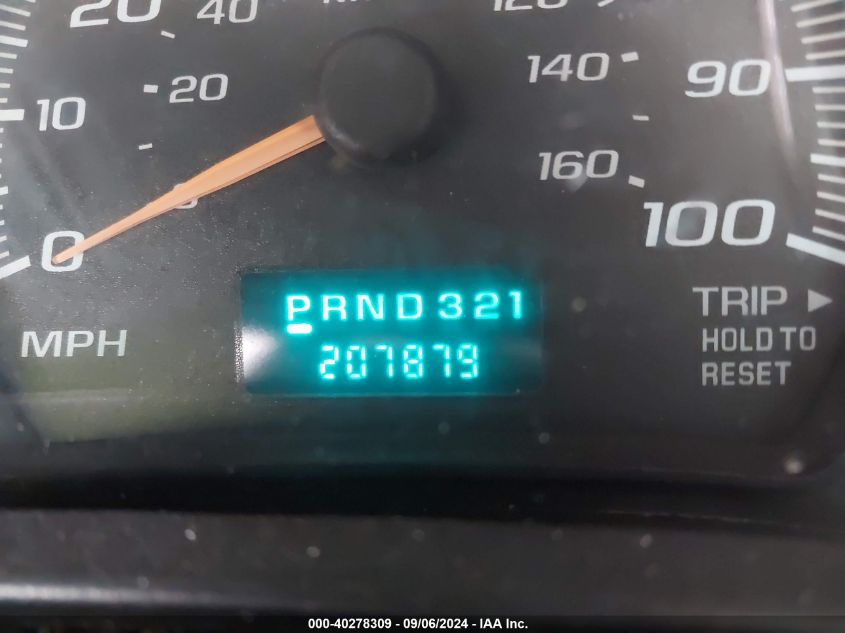 20 40
120
10 20
140 90
160
0 100
PRND321
207879
MPH
TRIP ▶
HOLD TO
RESET
000-40278309 - 09/06/2024 - IAA Inc.